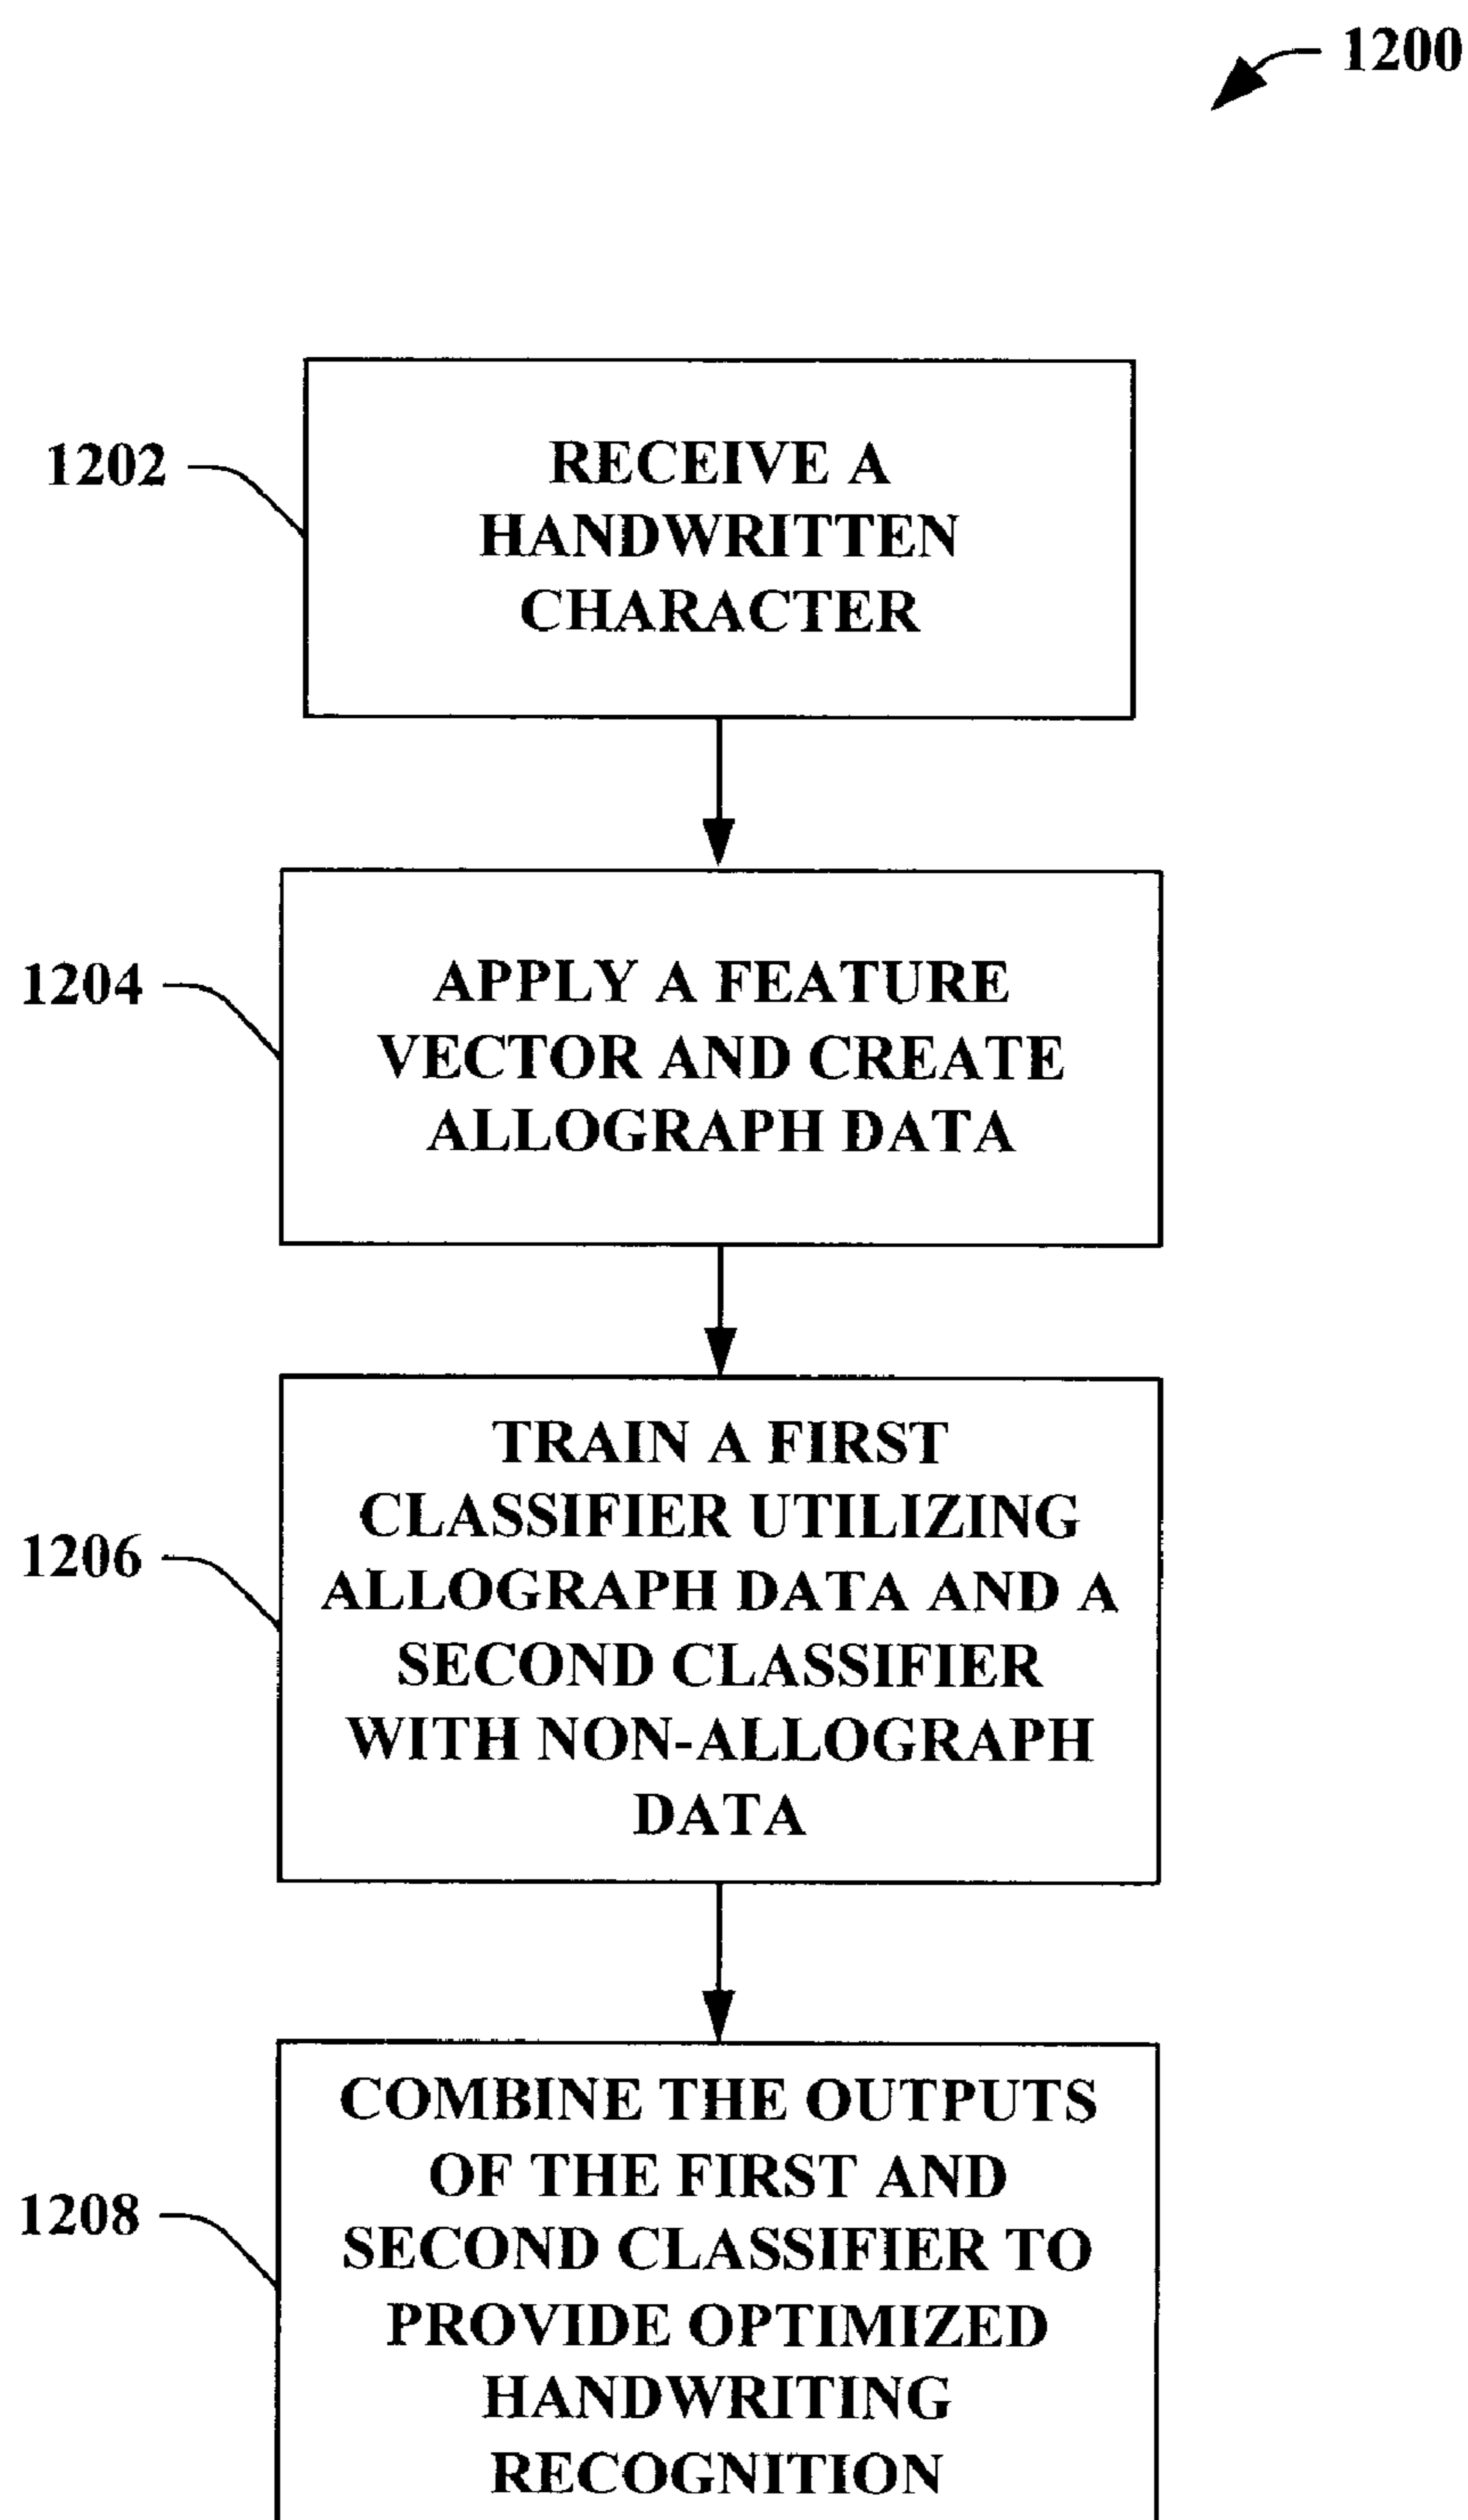 1200
1202
RECEIVE A
HANDWRITTEN
CHARACTER
1204
APPLY A FEATURE
VECTOR AND CREATE
ALLOGRAPH DATA
1206
TRAIN A FIRST
CLASSIFIER UTILIZING
ALLOGRAPH DATA AND A
SECOND CLASSIFIER
WITH NON-ALLOGRAPH
DATA
1208
COMBINE THE OUTPUTS
OF THE FIRST AND
SECOND CLASSIFIER TO
PROVIDE OPTIMIZED
HANDWRITING
RECOGNITION